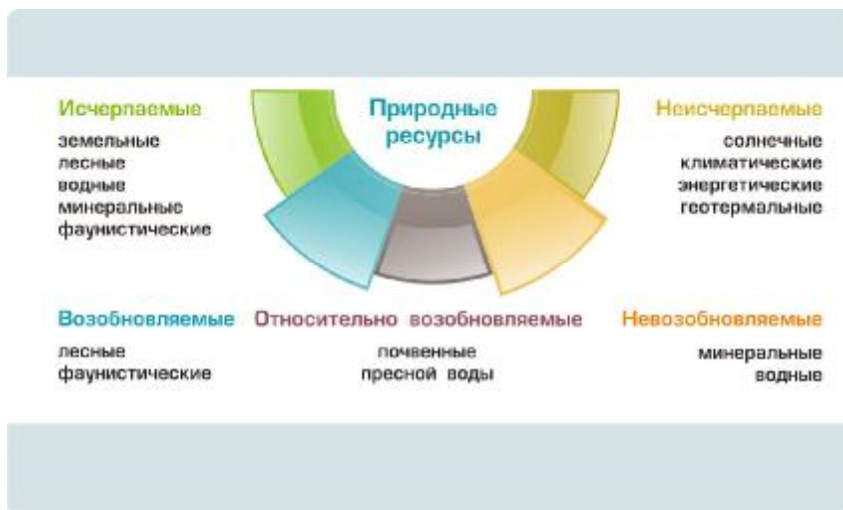 Природные
ресурсы
Исчерпаемые
земельные
лесные
водные
минеральные
фаунистические
Неисчерпаемые
солнечные
климатические
энергетические
геотермальные
Возобновляемые
лесные
фаунистические
Относительно возобновляемые
почвенные
пресной воды
Невозобновляемые
минеральные
водные